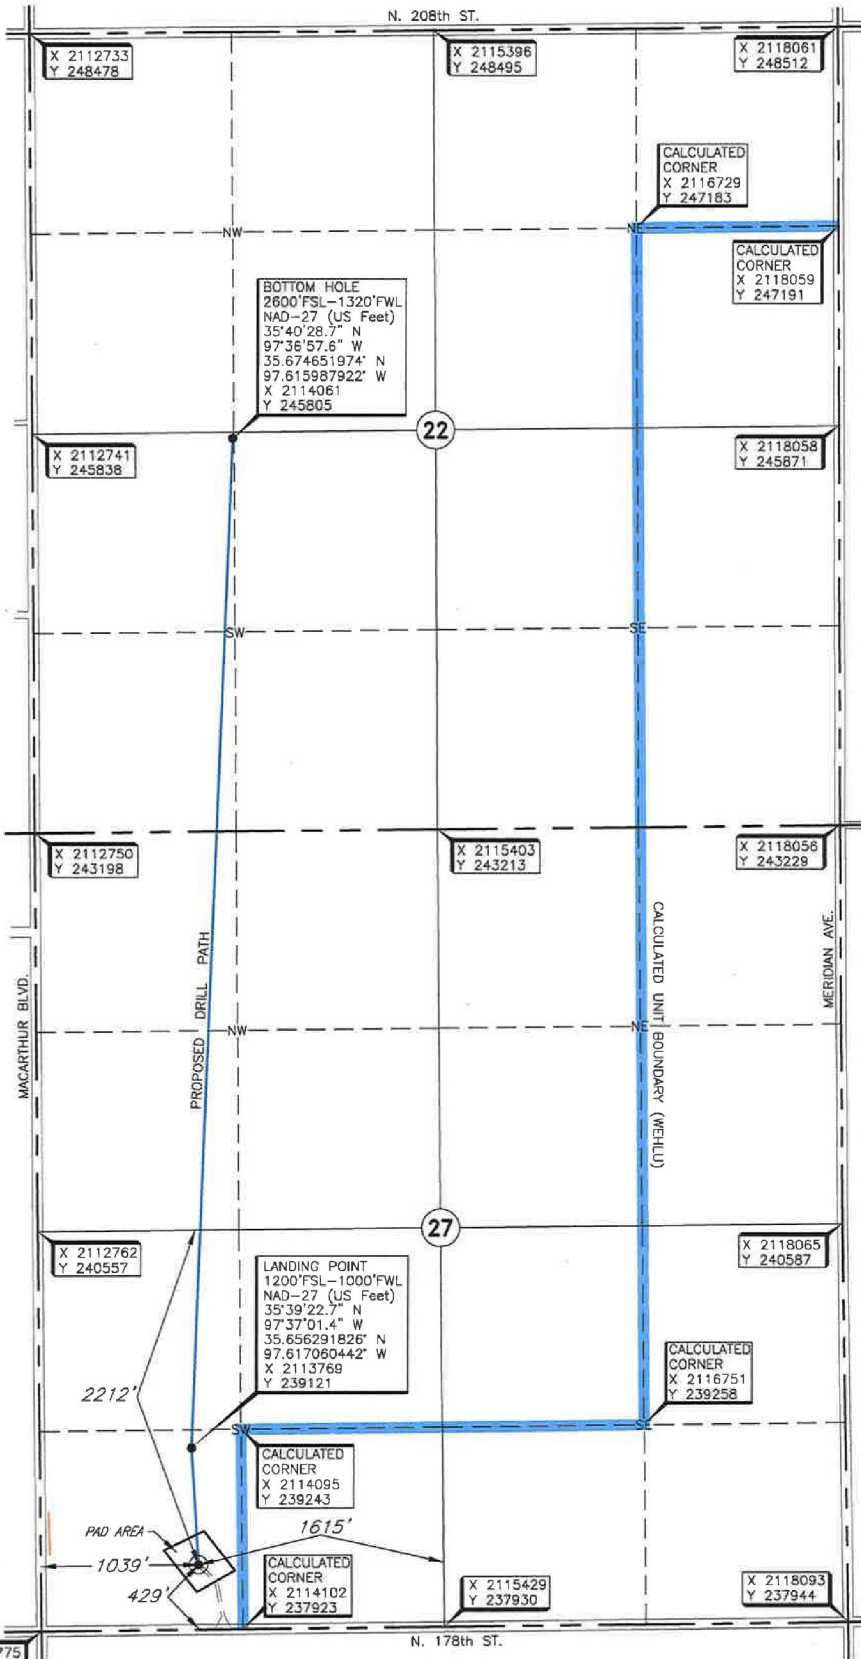 N. 208th ST.
X 2112733
Y 248478
X 2115396
Y 248495
X 2118061
Y 248512
CALCULATED
CORNER
X 2116729
Y 247183
NW
NE
CALCULATED
CORNER
X 2118059
Y 247191
BOTTOM HOLE
2600'FSL-1320'FWL
NAD-27 (US Feet)
35°40'28.7" N
97°36'57.6" W
35.674651974° N
97.615987922° W
X 2114061
Y 245805
22
X 2112741
Y 245838
X 2118058
Y 245871
SW
SE
X 2112750
Y 243198
X 2115403
Y 243213
X 2118056
Y 243229
MACARTHUR BLVD.
PROPOSED DRILL PATH
CALCULATED UNIT BOUNDARY (WEHLU)
MERIDIAN AVE.
NW
NE
27
X 2112762
Y 240557
X 2118065
Y 240587
LANDING POINT
1200'FSL-1000'FWL
NAD-27 (US Feet)
35°39'22.7" N
97°37'01.4" W
35.656291826° N
97.617060442° W
X 2113769
Y 239121
CALCULATED
CORNER
X 2116751
Y 239258
2212'
SW
SE
CALCULATED
CORNER
X 2114095
Y 239243
PAD AREA
1615'
1039'
429'
CALCULATED
CORNER
X 2114102
Y 237923
X 2115429
Y 237930
X 2118093
Y 237944
N. 178th ST.
775